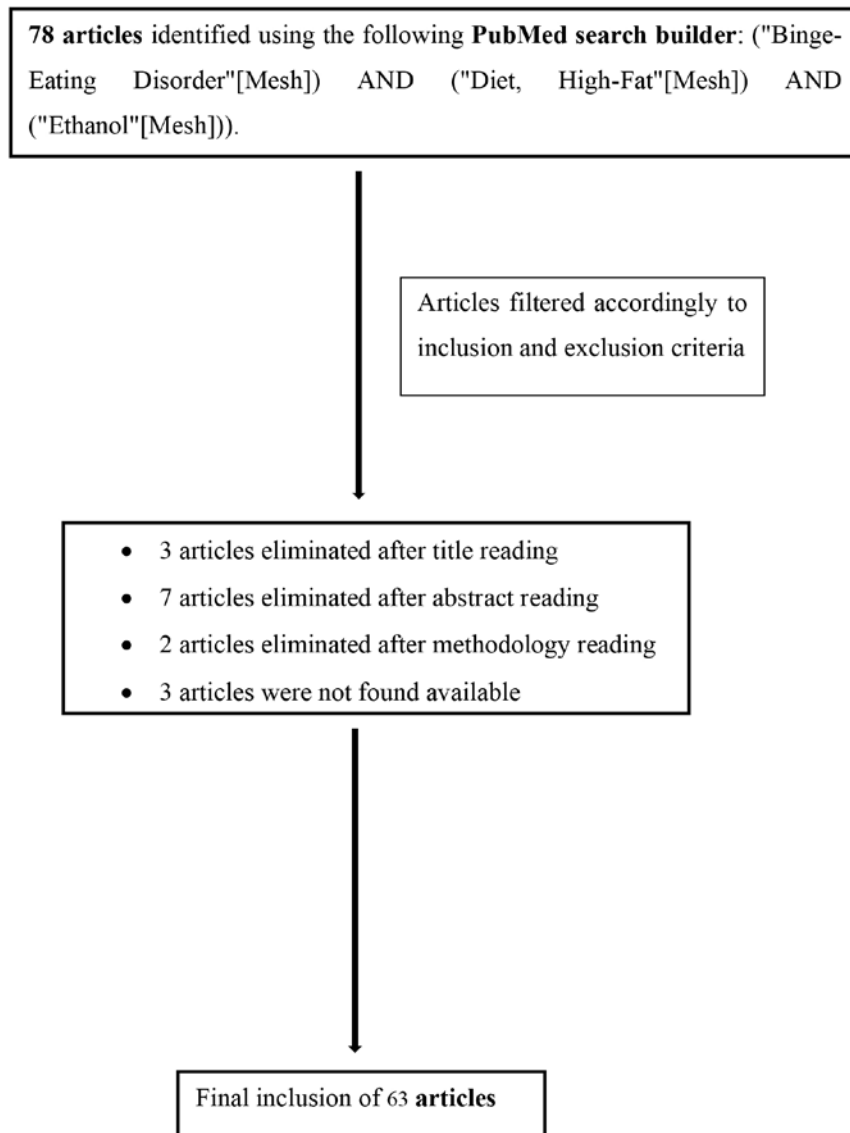 78 articles identified using the following PubMed search builder: ("Binge-
Eating Disorder"[Mesh]) AND ("Diet, High-Fat"[Mesh]) AND
("Ethanol"[Mesh])).
Articles filtered accordingly to
inclusion and exclusion criteria
• 3 articles eliminated after title reading
• 7 articles eliminated after abstract reading
• 2 articles eliminated after methodology reading
• 3 articles were not found available
Final inclusion of 63 articles